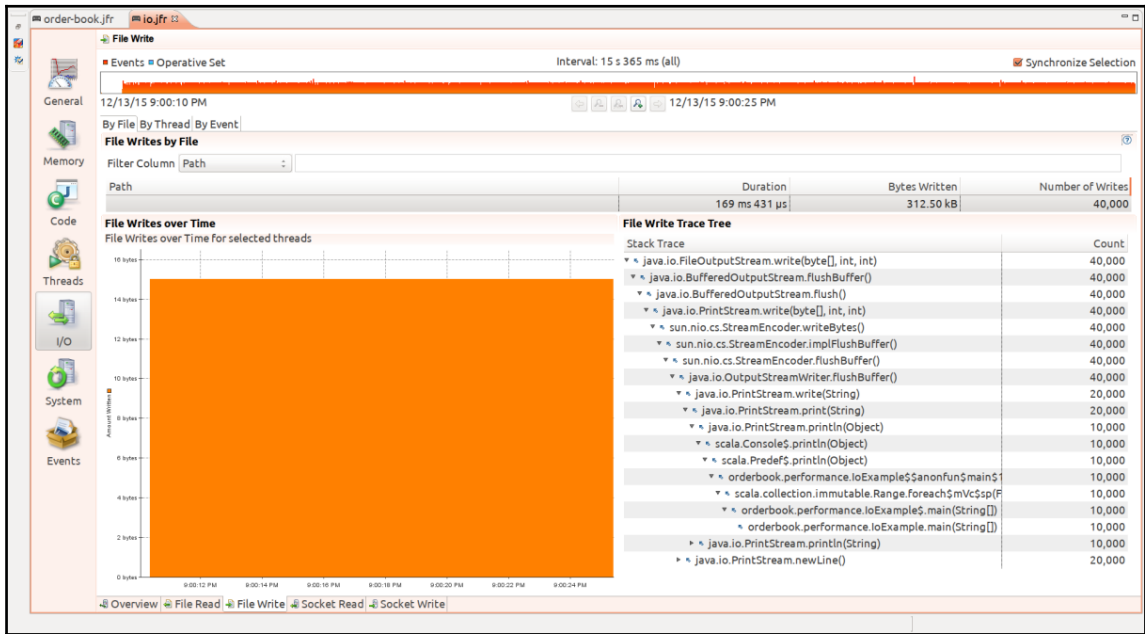 order-book.jfr io.jfr
File Write
Events Operative Set Interval: 15 s 365 ms (all) Synchronize Selection
General
12/13/15 9:00:10 PM 12/13/15 9:00:25 PM
By File By Thread By Event
File Writes by File
Memory
Filter Column Path
Path Duration Bytes Written Number of Writes
169 ms 431 µs 312.50 kB 40,000
Code
Threads
I/O
System
Events
File Writes over Time
File Writes over Time for selected threads
16 bytes
14 bytes
12 bytes
10 bytes
8 bytes
6 bytes
4 bytes
2 bytes
0 bytes
Amount Written
9:00:12 PM 9:00:14 PM 9:00:16 PM 9:00:18 PM 9:00:20 PM 9:00:22 PM 9:00:24 PM
File Write Trace Tree
Stack Trace Count
java.io.FileOutputStream.write(byte[], int, int) 40,000
java.io.BufferedOutputStream.flushBuffer() 40,000
java.io.BufferedOutputStream.flush() 40,000
java.io.PrintStream.write(byte[], int, int) 40,000
sun.nio.cs.StreamEncoder.writeBytes() 40,000
sun.nio.cs.StreamEncoder.implFlushBuffer() 40,000
sun.nio.cs.StreamEncoder.flushBuffer() 40,000
java.io.OutputStreamWriter.flushBuffer() 40,000
java.io.PrintStream.write(String) 20,000
java.io.PrintStream.print(String) 20,000
java.io.PrintStream.println(Object) 10,000
scala.Console$.println(Object) 10,000
scala.Predef$.println(Object) 10,000
orderbook.performance.IoExample$$anonfun$main$1 10,000
scala.collection.immutable.Range.foreach$mVc$sp(F 10,000
orderbook.performance.IoExample$.main(String[]) 10,000
orderbook.performance.IoExample.main(String[]) 10,000
java.io.PrintStream.println(String) 10,000
java.io.PrintStream.newLine() 20,000
Overview File Read File Write Socket Read Socket Write